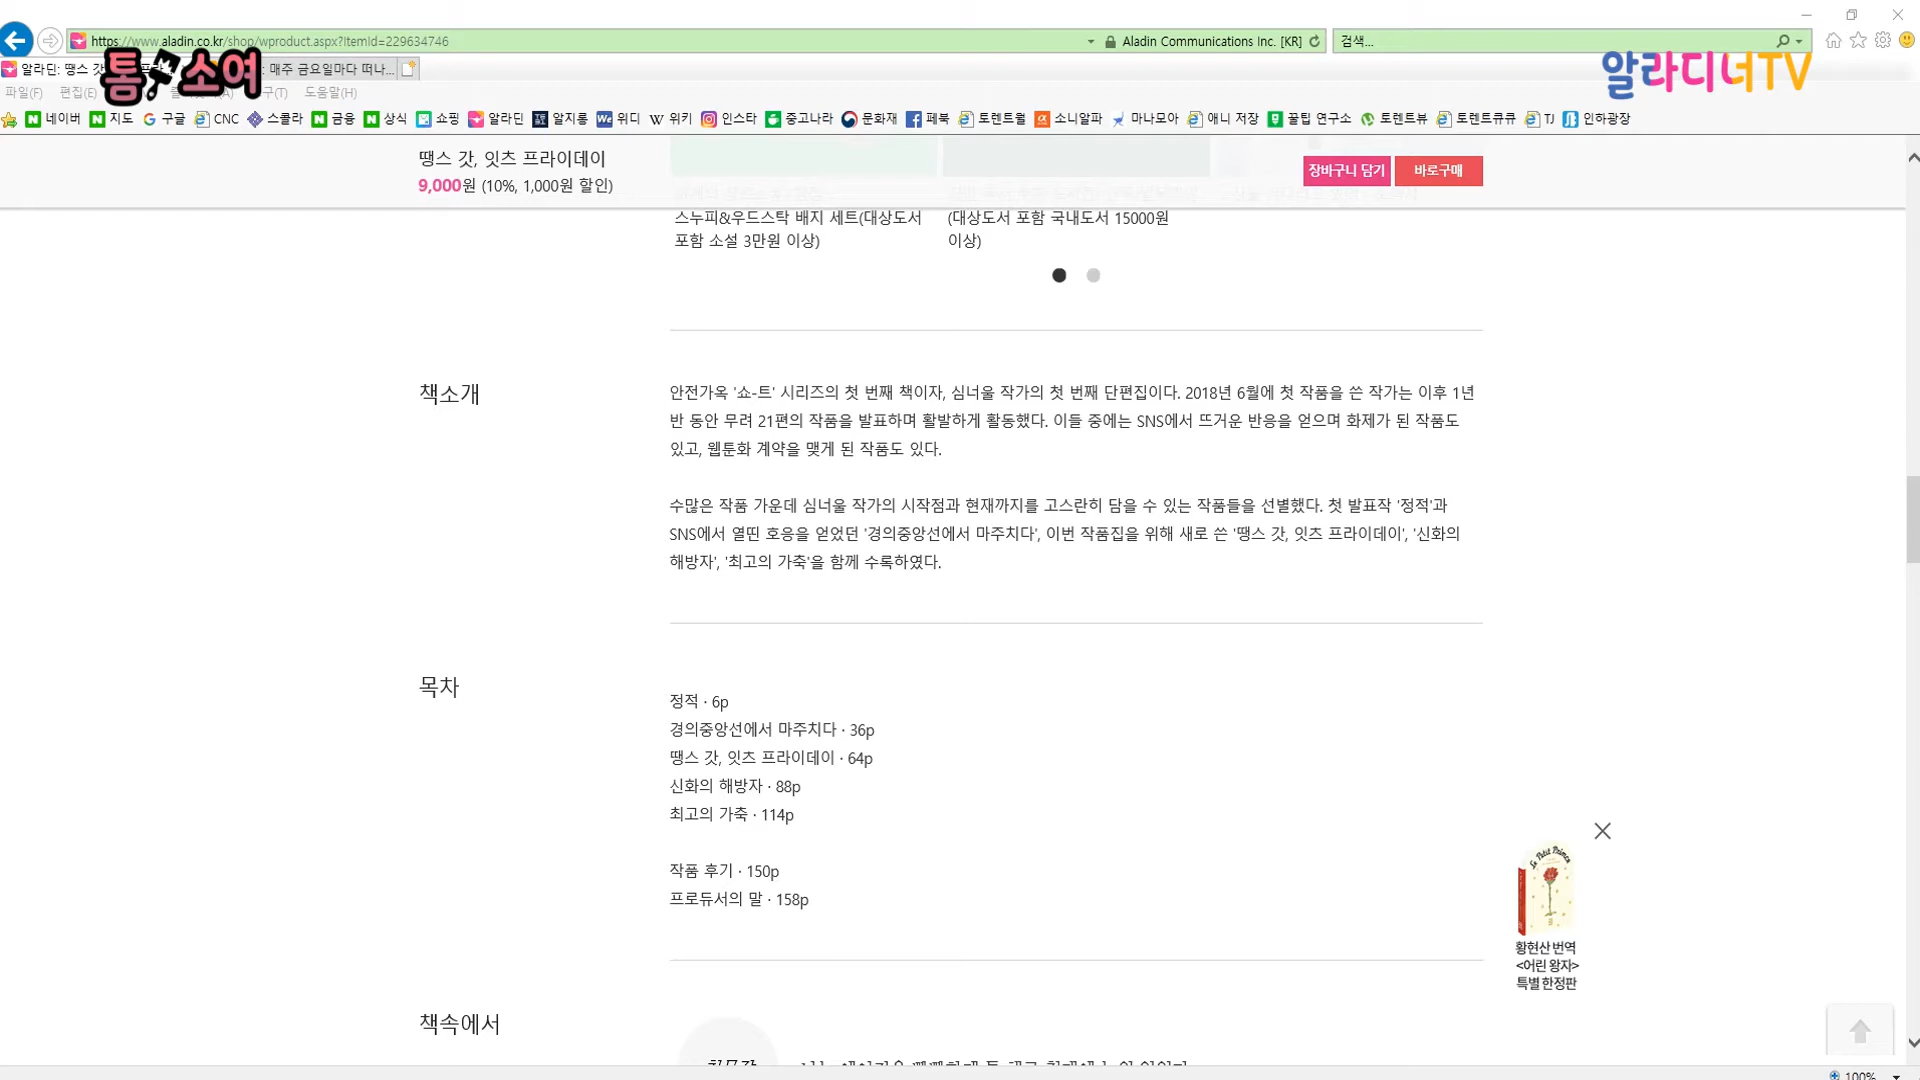 https://www.aladin.co.kr/shop/wproduct.aspx?ItemId=229634746
Aladin Communications Inc. [KR]
검색...
알라딘: 땡스 갓
: 매주 금요일마다 떠나...
톰소여
알라디너TV
파일(F) 편집(E) 도움말(H)
네이버 지도 구글 CNC 스콜라 금융 상식 쇼핑 알라딘 알지롱 위디 위키 인스타 중고나라 문화재 페북 토렌트월 소니알파 마나모아 애니 저장 꿀팁 연구소 토렌트뷰 토렌트큐큐 TJ 인하광장
땡스 갓, 잇츠 프라이데이
9,000원 (10%, 1,000원 할인)
장바구니 담기
바로구매
스누피&우드스탁 배지 세트(대상도서
포함 소설 3만원 이상)
(대상도서 포함 국내도서 15000원
이상)
책소개
안전가옥 '쇼-트' 시리즈의 첫 번째 책이자, 심너울 작가의 첫 번째 단편집이다. 2018년 6월에 첫 작품을 쓴 작가는 이후 1년
반 동안 무려 21편의 작품을 발표하며 활발하게 활동했다. 이들 중에는 SNS에서 뜨거운 반응을 얻으며 화제가 된 작품도
있고, 웹툰화 계약을 맺게 된 작품도 있다.
수많은 작품 가운데 심너울 작가의 시작점과 현재까지를 고스란히 담을 수 있는 작품들을 선별했다. 첫 발표작 '정적'과
SNS에서 열띤 호응을 얻었던 '경의중앙선에서 마주치다', 이번 작품집을 위해 새로 쓴 '땡스 갓, 잇츠 프라이데이', '신화의
해방자', '최고의 가축'을 함께 수록하였다.
목차
정적 · 6p
경의중앙선에서 마주치다 · 36p
땡스 갓, 잇츠 프라이데이 · 64p
신화의 해방자 · 88p
최고의 가축 · 114p
작품 후기 · 150p
프로듀서의 말 · 158p
Le Petit Prince
황현산 번역
<어린 왕자>
특별 한정판
책속에서
100%